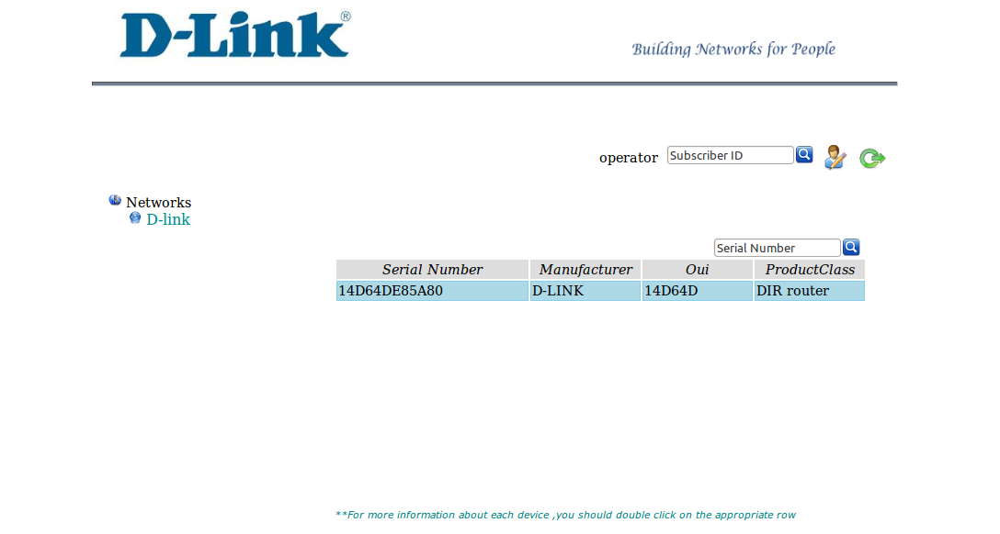 D-Link®
Building Networks for People
operator Subscriber ID
Networks
D-link
Serial Number
Serial Number Manufacturer Oui ProductClass
14D64DE85A80 D-LINK 14D64D DIR router
**For more information about each device ,you should double click on the appropriate row